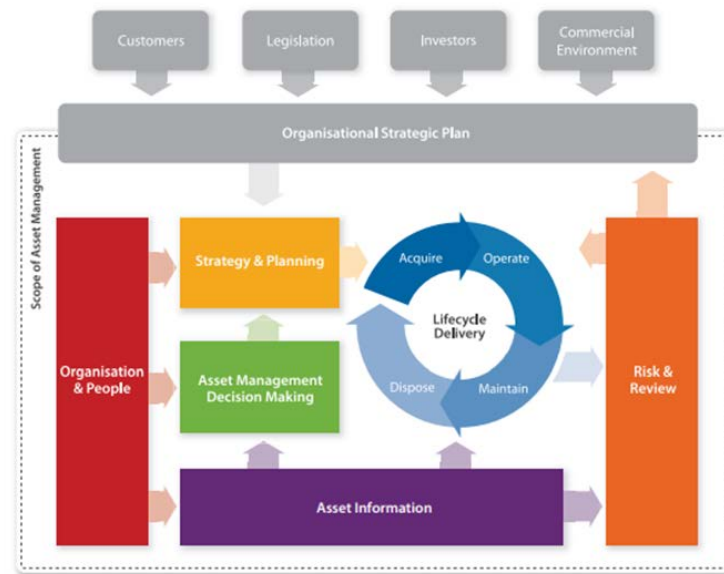 Customers
Legislation
Investors
Commercial
Environment
Organisational Strategic Plan
Scope of Asset Management
Strategy & Planning
Acquire
Operate
Lifecycle
Delivery
Organisation
& People
Asset Management
Decision Making
Dispose
Maintain
Risk &
Review
Asset Information